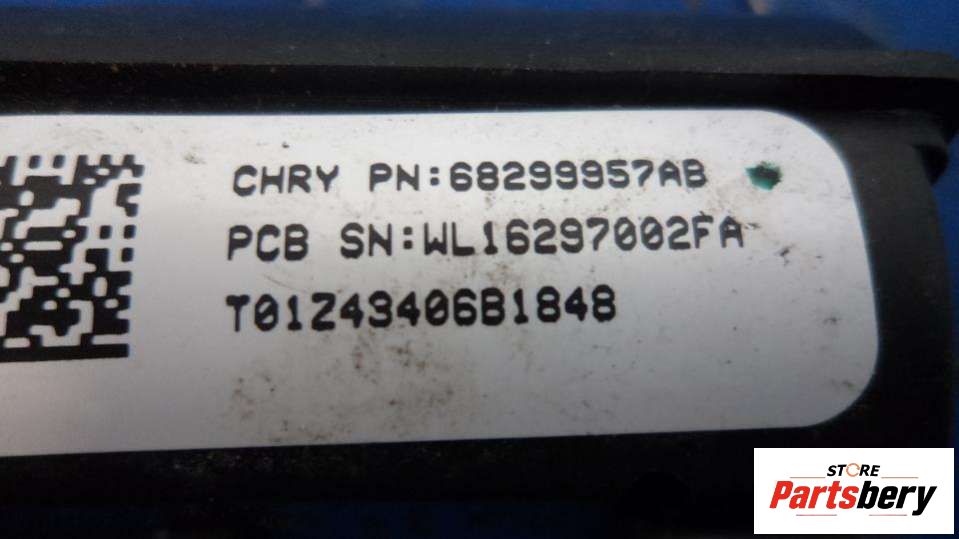 CHRY PN:68299957AB
PCB SN:WL16297002FA
T01243406B1848
STORE
Partsbery